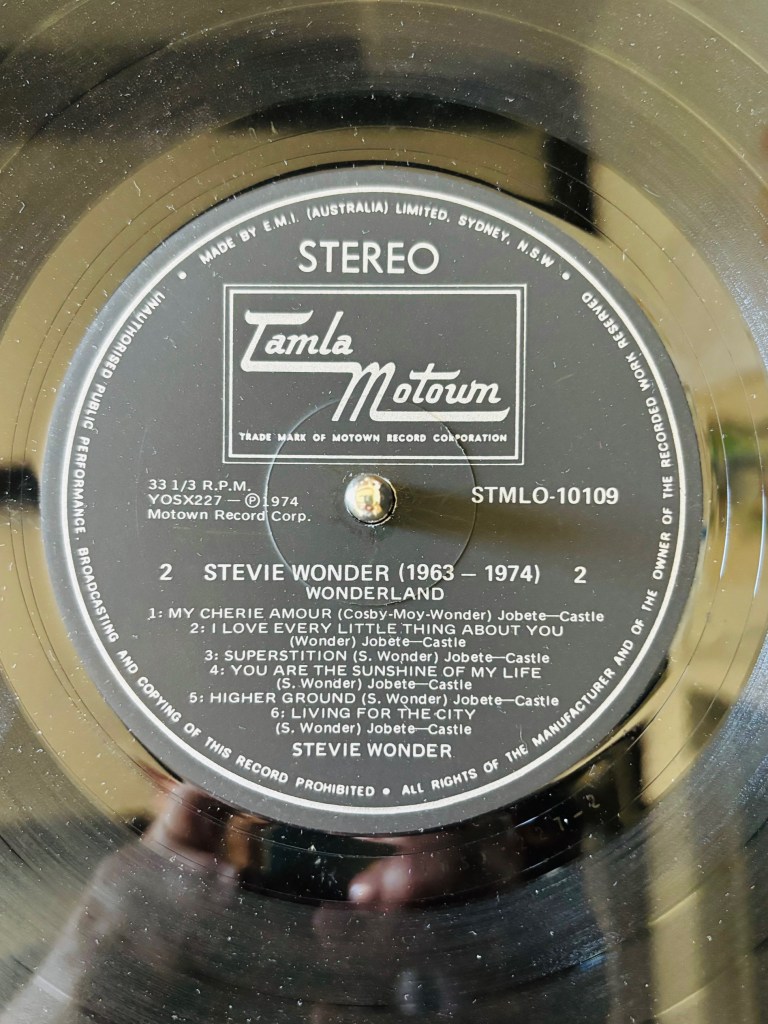 MADE BY E.M.I. (AUSTRALIA) LIMITED, SYDNEY, N.S.W •
STEREO
Tamla
Motown
TRADE MARK OF MOTOWN RECORD CORPORATION
33 1/3 R.P.M.
YOSX227 — Ⓟ 1974
Motown Record Corp.
STMLO-10109
2 STEVIE WONDER (1963 — 1974) 2
WONDERLAND
1: MY CHERIE AMOUR (Cosby-Moy-Wonder) Jobete—Castle
2: I LOVE EVERY LITTLE THING ABOUT YOU
(Wonder) Jobete—Castle
3: SUPERSTITION (S. Wonder) Jobete—Castle
4: YOU ARE THE SUNSHINE OF MY LIFE
(S. Wonder) Jobete—Castle
5: HIGHER GROUND (S. Wonder) Jobete—Castle
6: LIVING FOR THE CITY
(S. Wonder) Jobete—Castle
STEVIE WONDER
UNAUTHORISED PUBLIC PERFORMANCE, BROADCASTING AND COPYING OF THIS RECORD PROHIBITED • ALL RIGHTS OF THE MANUFACTURER AND OF THE OWNER OF THE RECORDED WORK RESERVED •